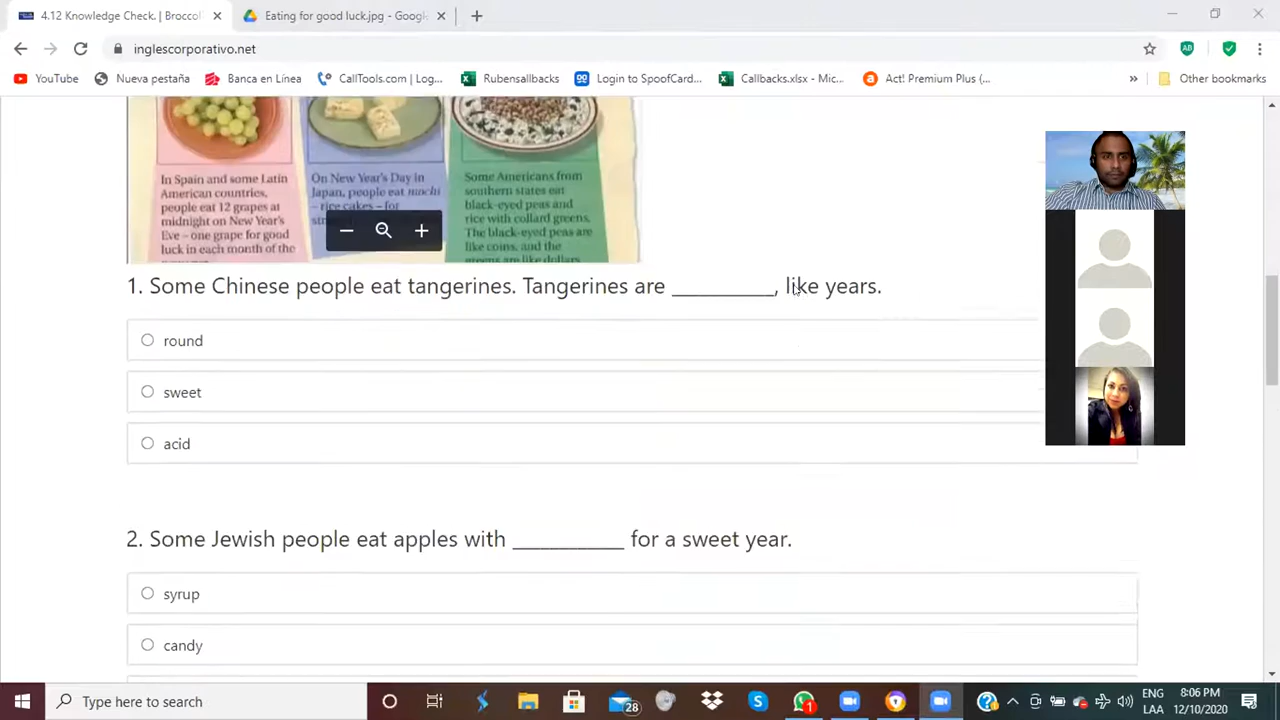 4.12 Knowledge Check. | Broccol
Eating for good luck.jpg - Google
inglescorporativo.net
YouTube
Nueva pestaña
Banca en Línea
CallTools.com | Log...
Rubensallbacks
Login to SpoofCard...
Callbacks.xlsx - Mic...
Act! Premium Plus (...
»
Other bookmarks
In Spain and some Latin
American countries,
people eat 12 grapes at
midnight on New Year's
Eve – one grape for good
luck in each month of the
On New Year's Day in
Japan, people eat mochi
– rice cakes – for
Some Americans from
southern states eat
black-eyed peas and
rice with collard greens.
The black-eyed peas are
like coins, and the
greens are like dollars.
1. Some Chinese people eat tangerines. Tangerines are __________, like years.
round
sweet
acid
2. Some Jewish people eat apples with ___________ for a sweet year.
syrup
candy
Type here to search
28
1
ENG
LAA
8:06 PM
12/10/2020